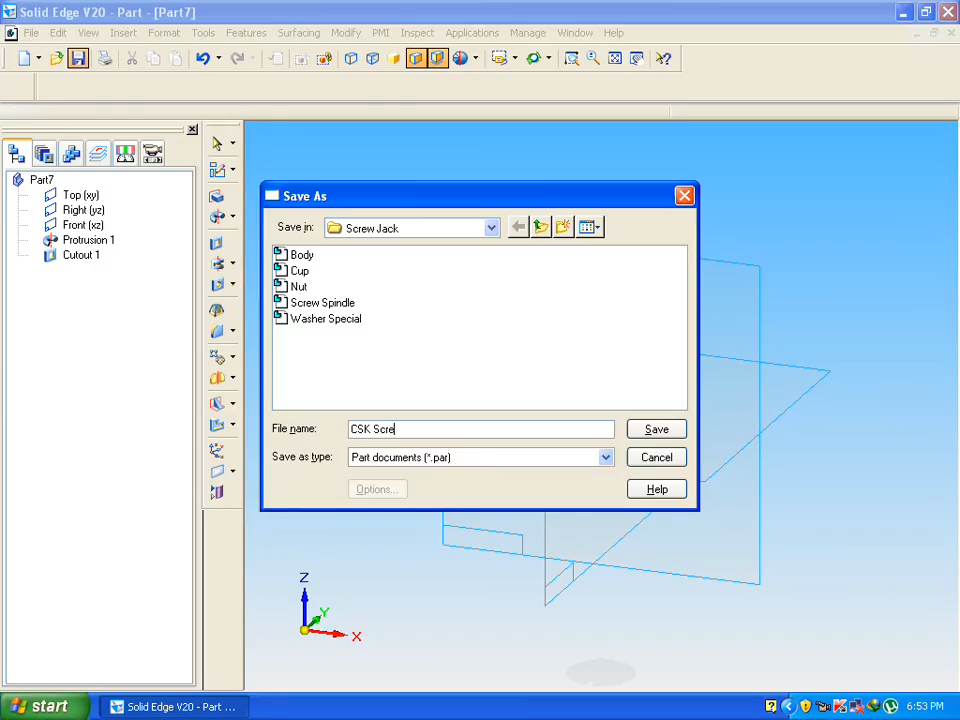 Solid Edge V20 - Part - [Part7]
File Edit View Insert Format Tools Features Surfacing Modify PMI Inspect Applications Manage Window Help
Part7
Top (xy)
Right (yz)
Front (xz)
Protrusion 1
Cutout 1
Save As
Save in: Screw Jack
Body
Cup
Nut
Screw Spindle
Washer Special
File name: CSK Scre Save
Save as type: Part documents (*.par) Cancel
Options... Help
Z
Y
X
start Solid Edge V20 - Part ... 6:53 PM